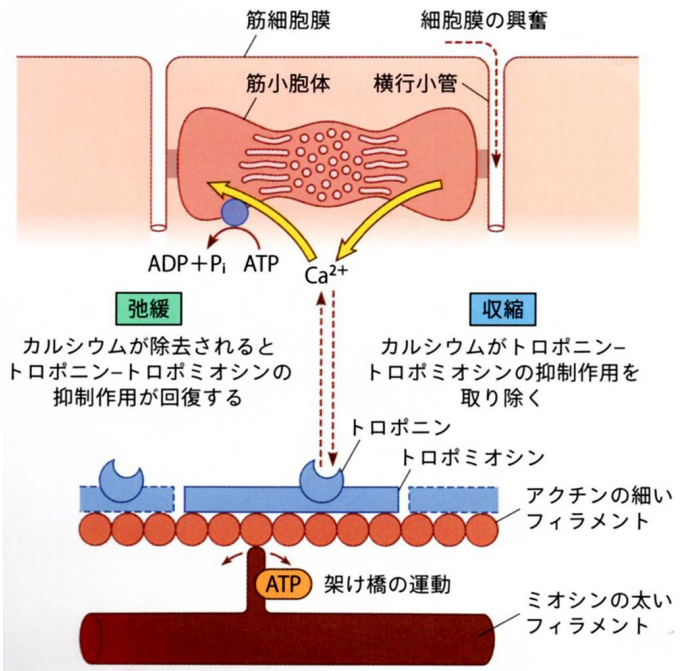 筋細胞膜
細胞膜の興奮
筋小胞体
横行小管
ADP+Pi
ATP
Ca²⁺
弛緩
カルシウムが除去されると
トロポニン–トロポミオシンの
抑制作用が回復する
収縮
カルシウムがトロポニン–
トロポミオシンの抑制作用を
取り除く
トロポニン
トロポミオシン
アクチンの細い
フィラメント
ATP
架け橋の運動
ミオシンの太い
フィラメント